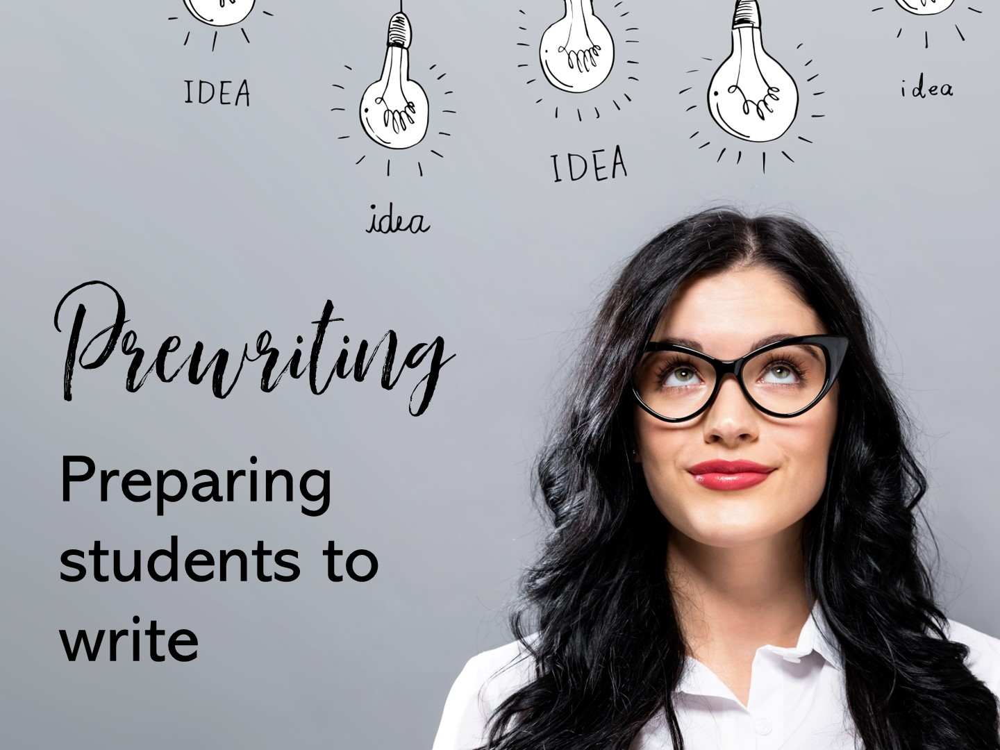 IDEA
idea
IDEA
idea
Prewriting
Preparing
students to
write